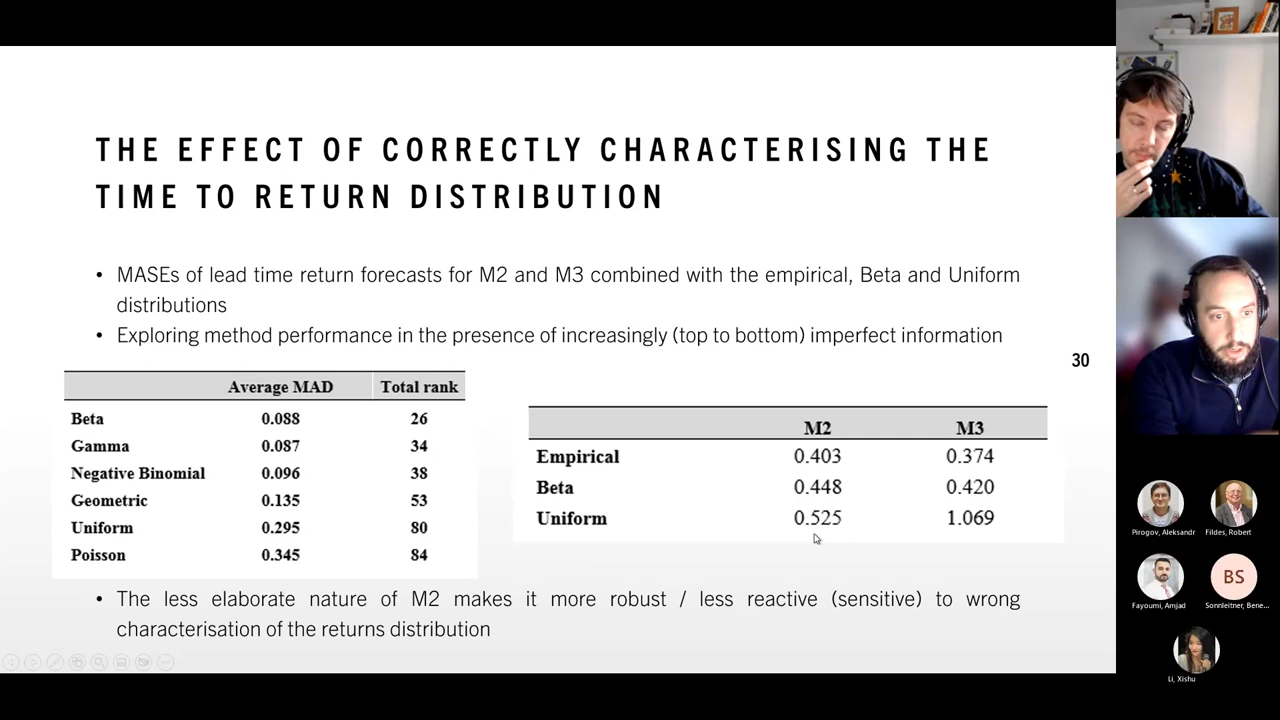 THE EFFECT OF CORRECTLY CHARACTERISING THE
TIME TO RETURN DISTRIBUTION
• MASEs of lead time return forecasts for M2 and M3 combined with the empirical, Beta and Uniform
distributions
• Exploring method performance in the presence of increasingly (top to bottom) imperfect information
30
Average MAD Total rank
Beta 0.088 26
Gamma 0.087 34
Negative Binomial 0.096 38
Geometric 0.135 53
Uniform 0.295 80
Poisson 0.345 84
M2 M3
Empirical 0.403 0.374
Beta 0.448 0.420
Uniform 0.525 1.069
• The less elaborate nature of M2 makes it more robust / less reactive (sensitive) to wrong
characterisation of the returns distribution
Pirogov, Aleksandr
Fildes, Robert
Fayoumi, Amjad
BS
Sonnleitner, Bene...
Li, Xishu